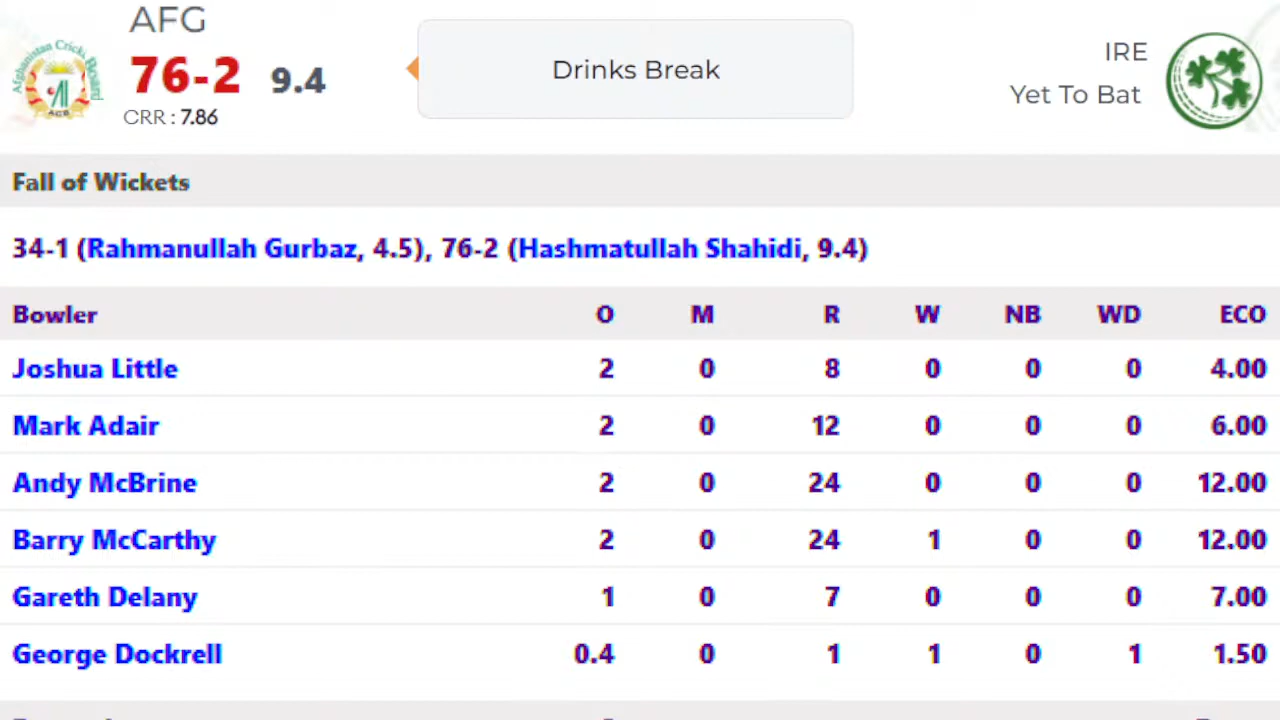 AFG
76-2 9.4
CRR : 7.86
Drinks Break
IRE
Yet To Bat
Afghanistan Cricket Board
ACB
Fall of Wickets
34-1 (Rahmanullah Gurbaz, 4.5), 76-2 (Hashmatullah Shahidi, 9.4)
Bowler O M R W NB WD ECO
Joshua Little 2 0 8 0 0 0 4.00
Mark Adair 2 0 12 0 0 0 6.00
Andy McBrine 2 0 24 0 0 0 12.00
Barry McCarthy 2 0 24 1 0 0 12.00
Gareth Delany 1 0 7 0 0 0 7.00
George Dockrell 0.4 0 1 1 0 1 1.50